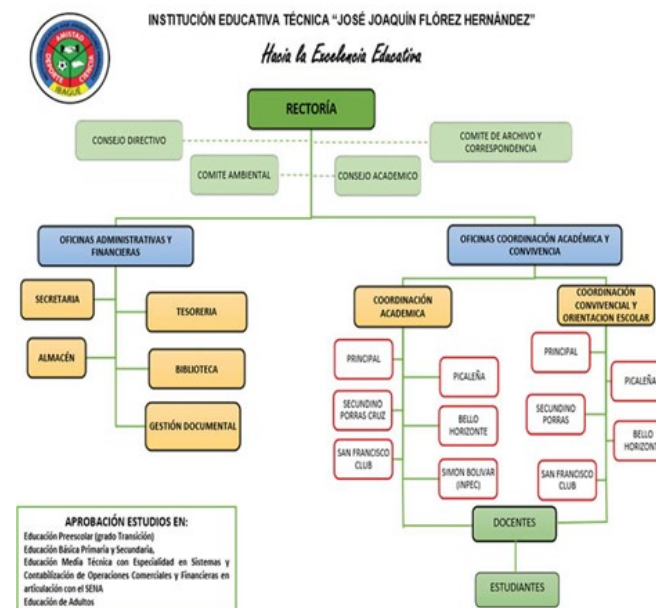 INSTITUCIÓN EDUCATIVA TÉCNICA “JOSÉ JOAQUÍN FLÓREZ HERNÁNDEZ”
Hacia la Excelencia Educativa
AMISTAD
DEPORTE
CIENCIA
IBAGUÉ
RECTORÍA
CONSEJO DIRECTIVO
COMITE DE ARCHIVO Y
CORRESPONDENCIA
COMITE AMBIENTAL
CONSEJO ACADEMICO
OFICINAS ADMINISTRATIVAS Y
FINANCIERAS
OFICINAS COORDINACIÓN ACADÉMICA Y
CONVIVENCIA
SECRETARIA
TESORERIA
ALMACÉN
BIBLIOTECA
GESTIÓN DOCUMENTAL
COORDINACIÓN
ACADEMICA
COORDINACIÓN
CONVIVENCIAL Y
ORIENTACION ESCOLAR
PRINCIPAL
PICALEÑA
SECUNDINO
PORRAS CRUZ
BELLO
HORIZONTE
SAN FRANCISCO
CLUB
SIMON BOLIVAR
(INPEC)
PRINCIPAL
PICALEÑA
SECUNDINO
PORRAS
BELLO
HORIZONT
SAN FRANCISCO
CLUB
DOCENTES
ESTUDIANTES
APROBACIÓN ESTUDIOS EN:
Educación Preescolar (grado Transición)
Educación Básica Primaria y Secundaria,
Educación Media Técnica con Especialidad en Sistemas y
Contabilización de Operaciones Comerciales y Financieras en
articulación con el SENA
Educación de Adultos